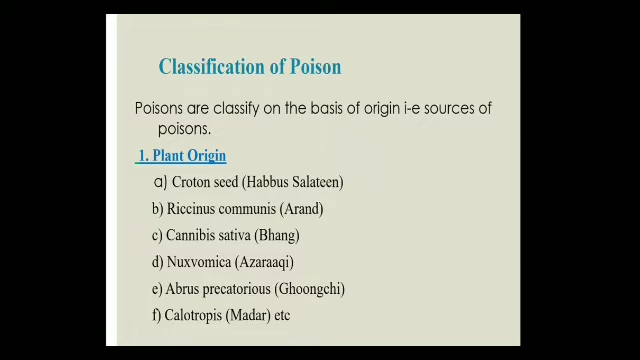 Classification of Poison
Poisons are classify on the basis of origin i-e sources of
poisons.
1. Plant Origin
a) Croton seed (Habbus Salateen)
b) Riccinus communis (Arand)
c) Cannibis sativa (Bhang)
d) Nuxvomica (Azaraaqi)
e) Abrus precatorious (Ghoongchi)
f) Calotropis (Madar) etc